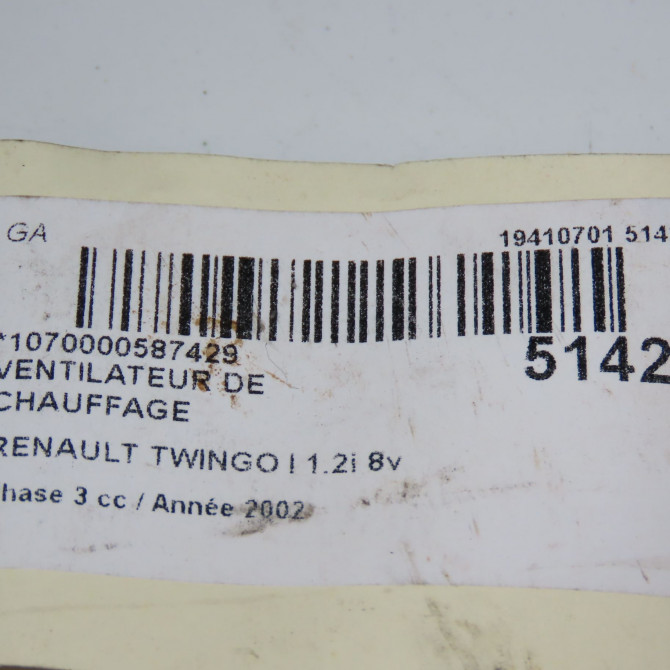 GA
19410701 514
*1070000587429
5142
VENTILATEUR DE
CHAUFFAGE
RENAULT TWINGO I 1.2i 8v
hase 3 cc / Année 2002